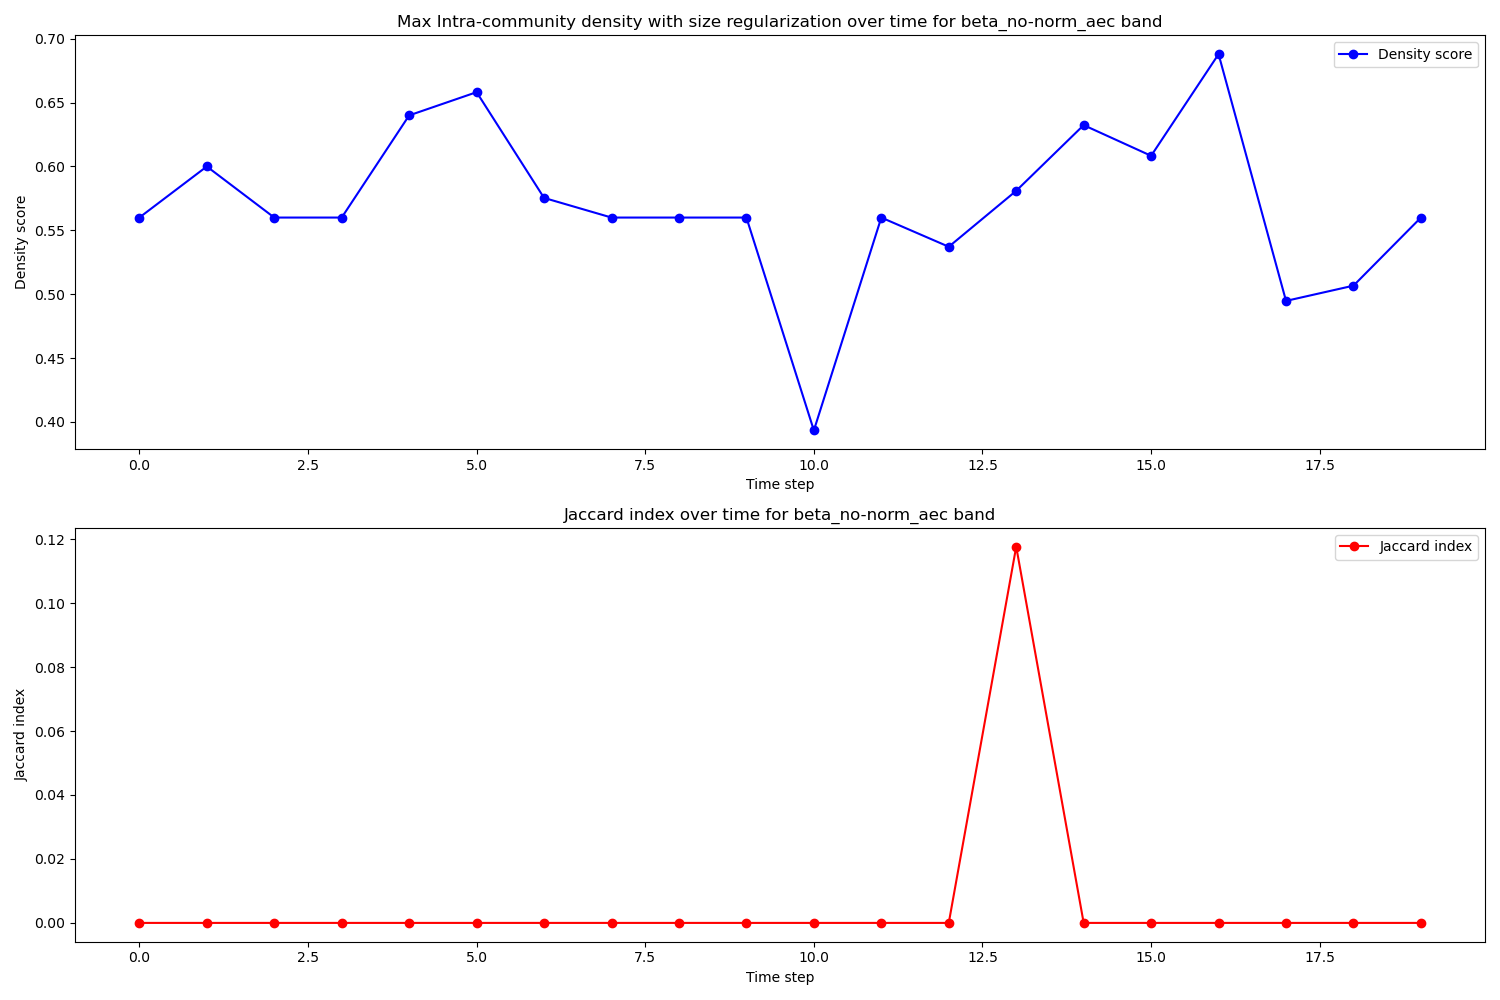 Max Intra-community density with size regularization over time for beta_no-norm_aec band
0.70
0.65
0.60
0.55
0.50
0.45
0.40
Density score
Density score
0.0 2.5 5.0 7.5 10.0 12.5 15.0 17.5
Time step
Jaccard index over time for beta_no-norm_aec band
0.12
0.10
0.08
0.06
0.04
0.02
0.00
Jaccard index
Jaccard index
0.0 2.5 5.0 7.5 10.0 12.5 15.0 17.5
Time step